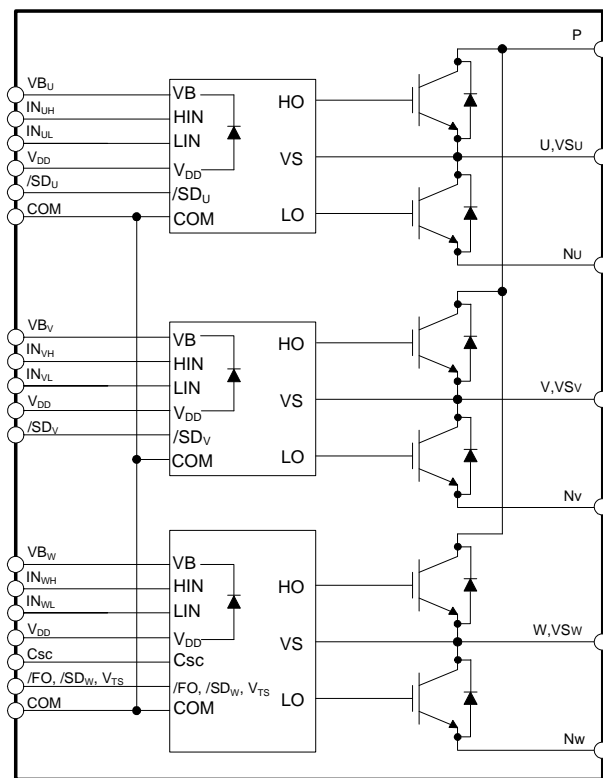 P
VBU
INUH
INUL
VDD
/SDU
COM
VB
HIN
LIN
VDD
/SDU
COM
HO
VS
LO
U,VSU
NU
VBV
INVH
INVL
VDD
/SDV
VB
HIN
LIN
VDD
/SDV
COM
HO
VS
LO
V,VSV
NV
VBW
INWH
INWL
VDD
Csc
/FO, /SDW, VTS
COM
VB
HIN
LIN
VDD
Csc
/FO, /SDW, VTS
COM
HO
VS
LO
W,VSW
NW